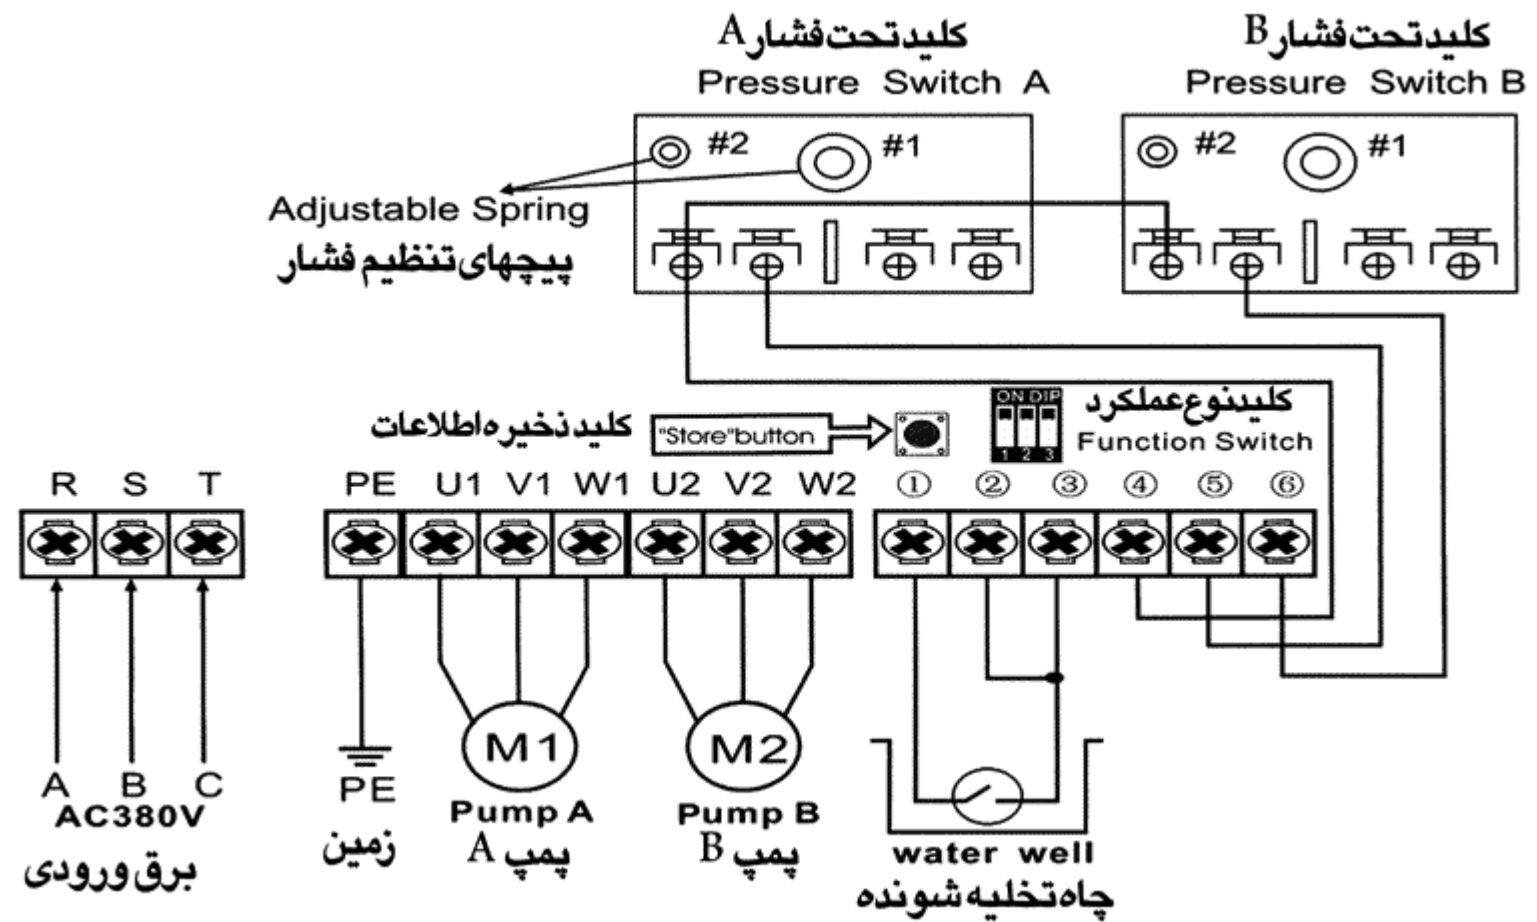 کلید تحت فشار A
Pressure Switch A
کلید تحت فشار B
Pressure Switch B
#2
#1
#2
#1
Adjustable Spring
پیچهای تنظیم فشار
کلید ذخیره اطلاعات
"Store"button
ON DIP
1 2 3
کلید نوع عملکرد
Function Switch
R S T
PE U1 V1 W1 U2 V2 W2
① ② ③ ④ ⑤ ⑥
A B C
AC380V
برق ورودی
PE
زمین
M1
Pump A
پمپ A
M2
Pump B
پمپ B
water well
چاه تخلیه شونده